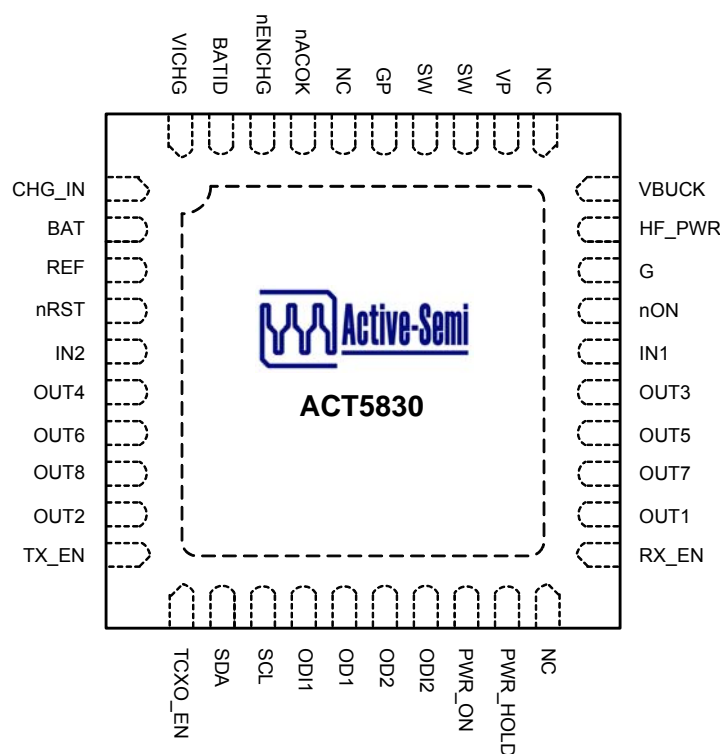 VICHG
BATID
nENCHG
nACOK
NC
GP
SW
SW
VP
NC
CHG_IN
BAT
REF
nRST
IN2
OUT4
OUT6
OUT8
OUT2
TX_EN
VBUCK
HF_PWR
G
nON
IN1
OUT3
OUT5
OUT7
OUT1
RX_EN
Active-Semi
ACT5830
TCXO_EN
SDA
SCL
ODI1
OD1
OD2
ODI2
PWR_ON
PWR_HOLD
NC